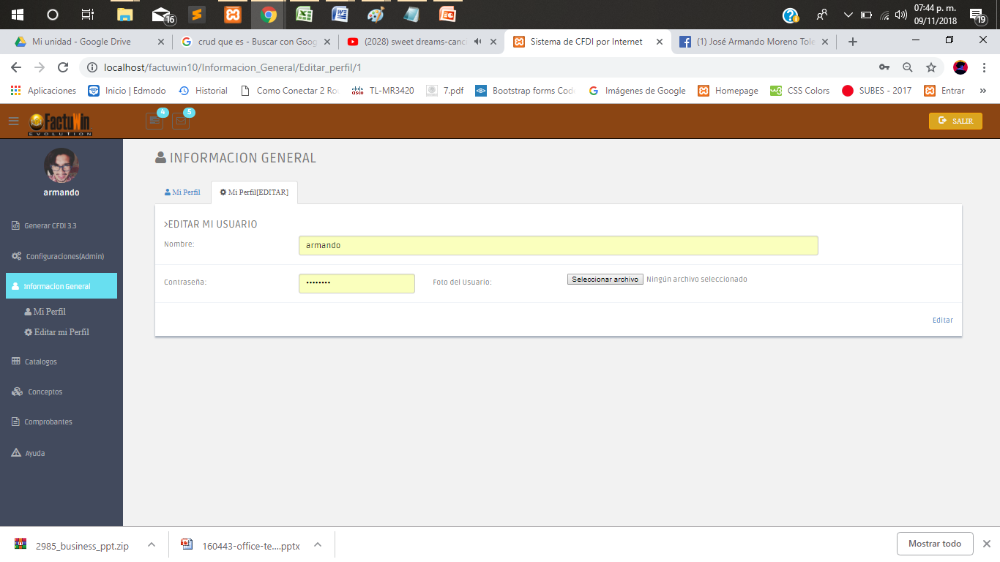 16
07:44 p. m.
09/11/2018
19
Mi unidad - Google Drive
crud que es - Buscar con Goog
(2028) sweet dreams-canc
Sistema de CFDI por Internet
(1) José Armando Moreno Tole
localhost/factuwin10/Informacion_General/Editar_perfil/1
Aplicaciones
Inicio | Edmodo
Historial
Como Conectar 2 Rou
TL-MR3420
7.pdf
Bootstrap forms Code
Imágenes de Google
Homepage
CSS Colors
SUBES - 2017
Entrar
»
FactuWin
EVOLUTION
4
5
SALIR
armando
Generar CFDI 3.3
Configuraciones(Admin)
Informacion General
Mi Perfil
Editar mi Perfil
Catalogos
Conceptos
Comprobantes
Ayuda
INFORMACION GENERAL
Mi Perfil
Mi Perfil[EDITAR]
>EDITAR MI USUARIO
Nombre:
armando
Contraseña:
••••••••
Foto del Usuario:
Seleccionar archivo
Ningún archivo seleccionado
Editar
2985_business_ppt.zip
160443-office-te....pptx
Mostrar todo